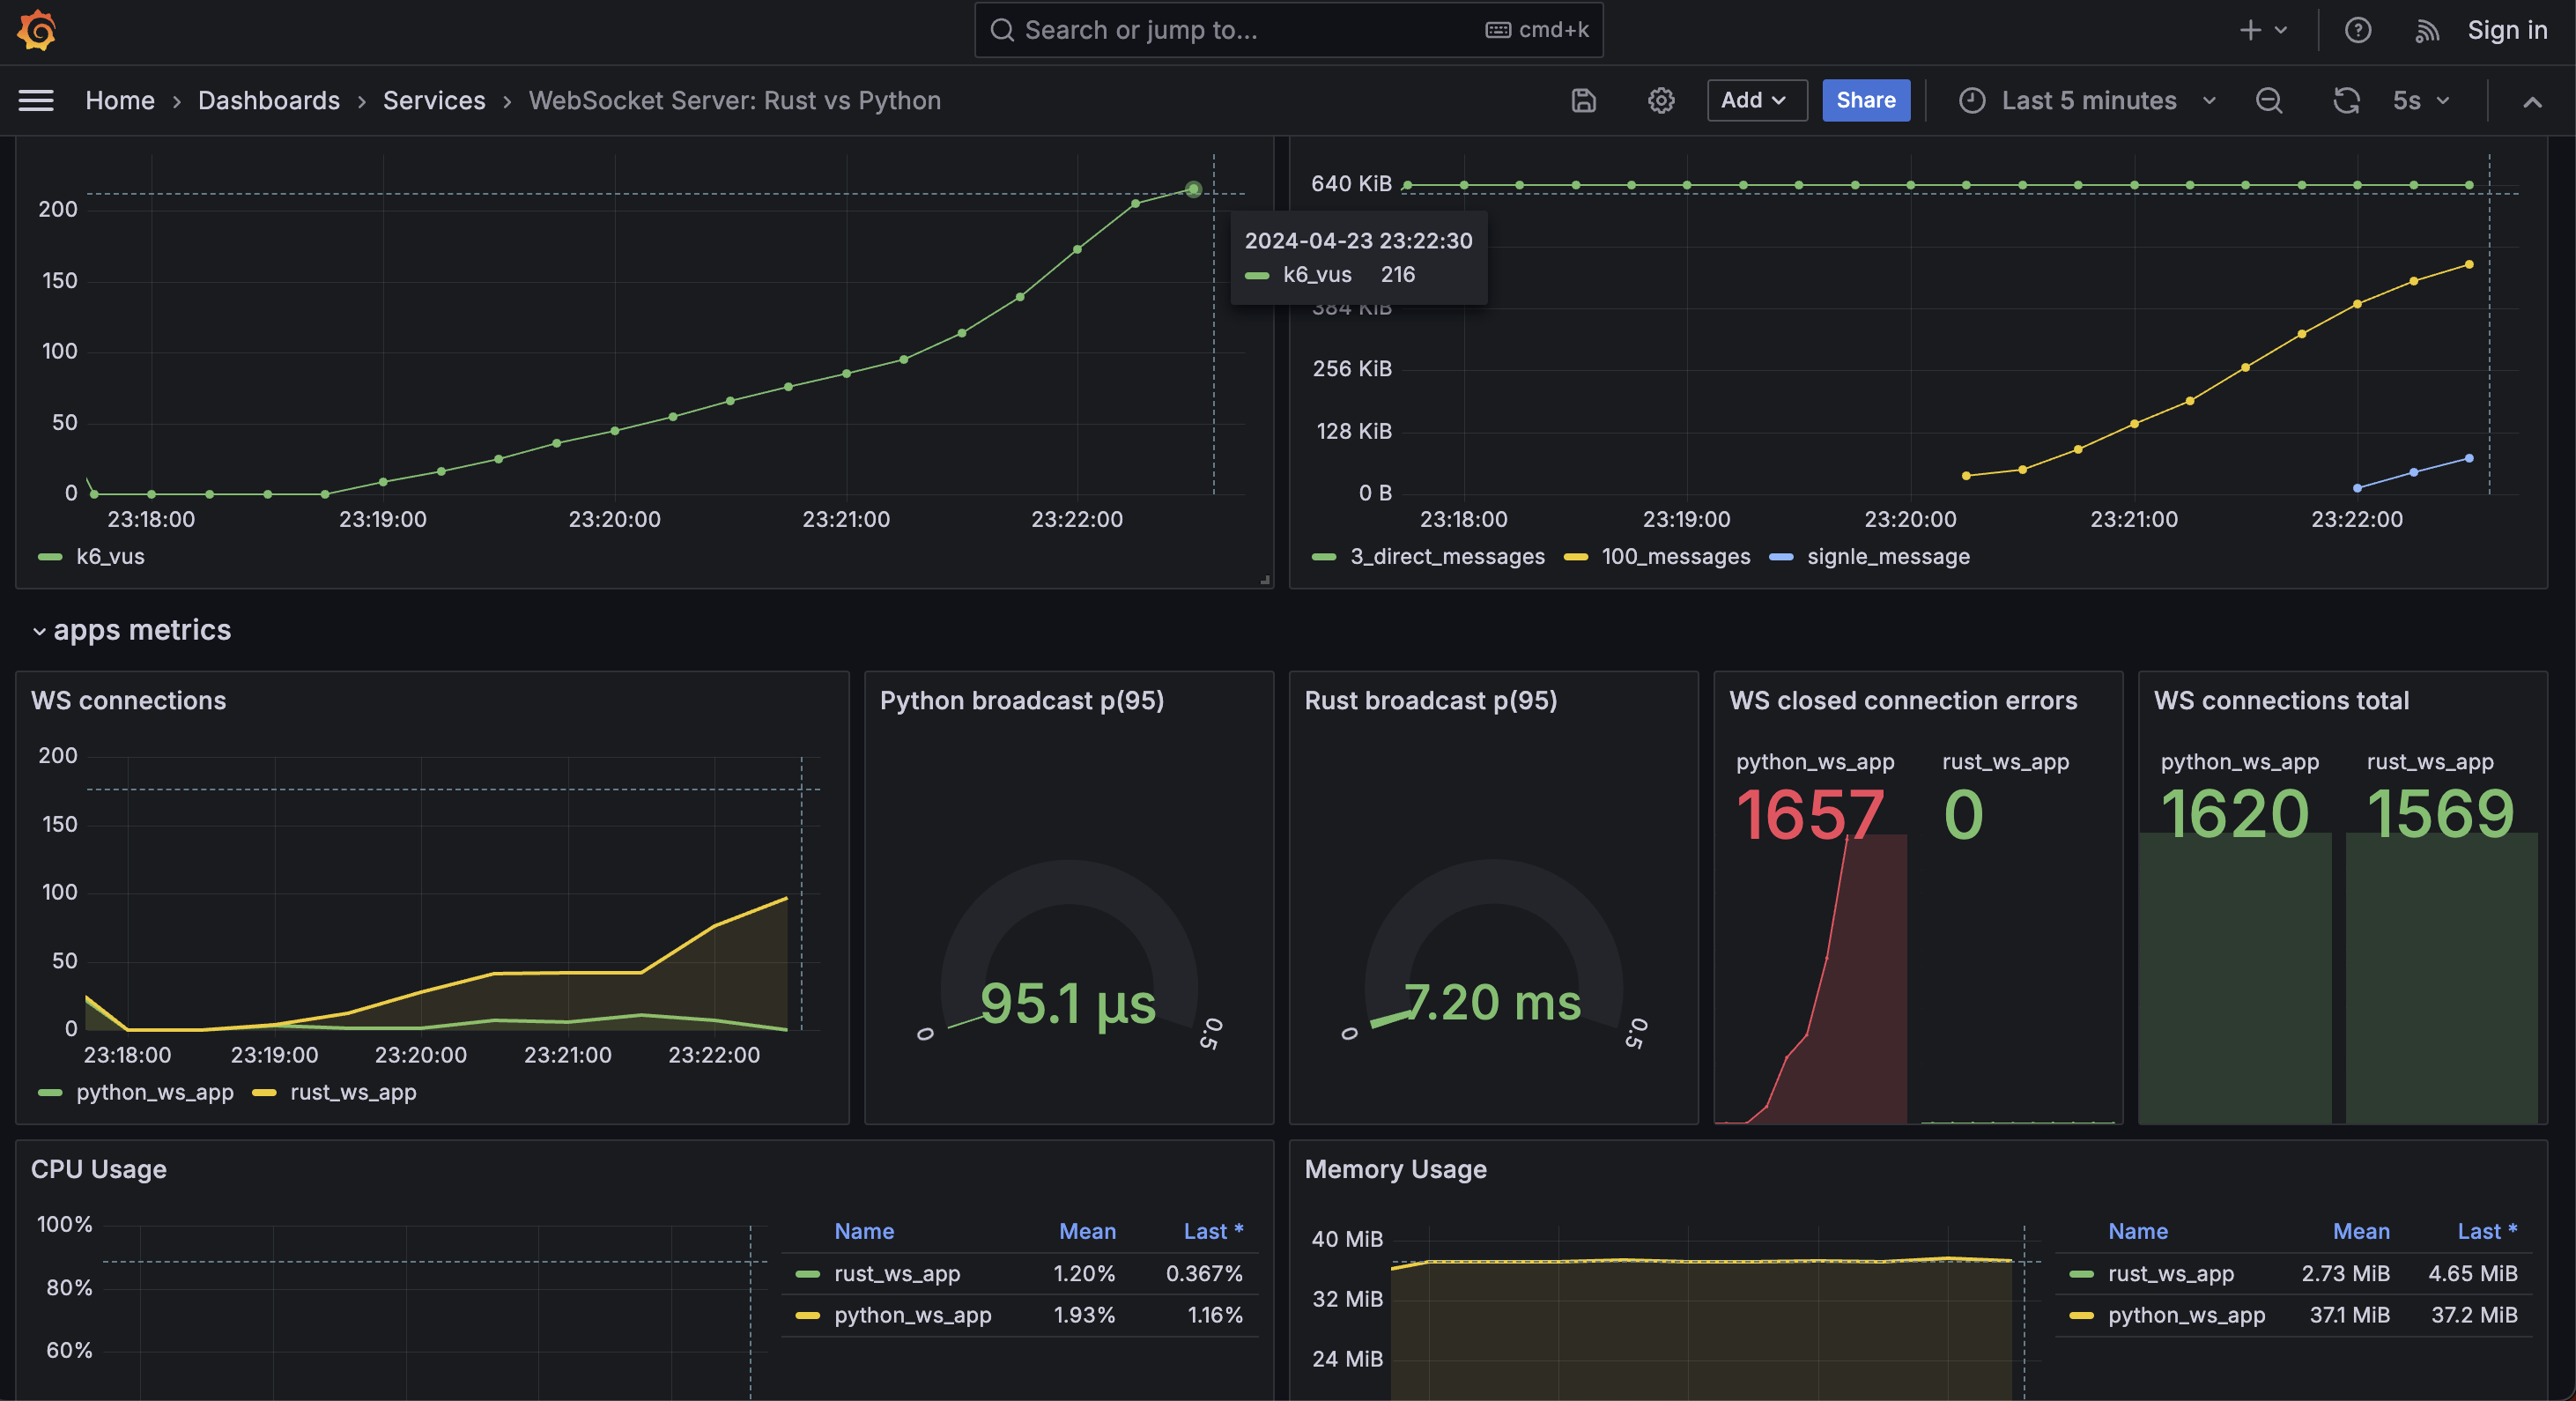 Search or jump to... cmd+k
Sign in
Home › Dashboards › Services › WebSocket Server: Rust vs Python
Add
Share
Last 5 minutes
5s
200
150
100
50
0
23:18:00 23:19:00 23:20:00 23:21:00 23:22:00
k6_vus
2024-04-23 23:22:30
k6_vus 216
640 KiB
384 KiB
256 KiB
128 KiB
0 B
23:18:00 23:19:00 23:20:00 23:21:00 23:22:00
3_direct_messages 100_messages signle_message
apps metrics
WS connections
200
150
100
50
0
23:18:00 23:19:00 23:20:00 23:21:00 23:22:00
python_ws_app rust_ws_app
Python broadcast p(95)
95.1 µs
0 0.5
Rust broadcast p(95)
7.20 ms
0 0.5
WS closed connection errors
python_ws_app rust_ws_app
1657 0
WS connections total
python_ws_app rust_ws_app
1620 1569
CPU Usage
100%
80%
60%
Name Mean Last *
rust_ws_app 1.20% 0.367%
python_ws_app 1.93% 1.16%
Memory Usage
40 MiB
32 MiB
24 MiB
Name Mean Last *
rust_ws_app 2.73 MiB 4.65 MiB
python_ws_app 37.1 MiB 37.2 MiB